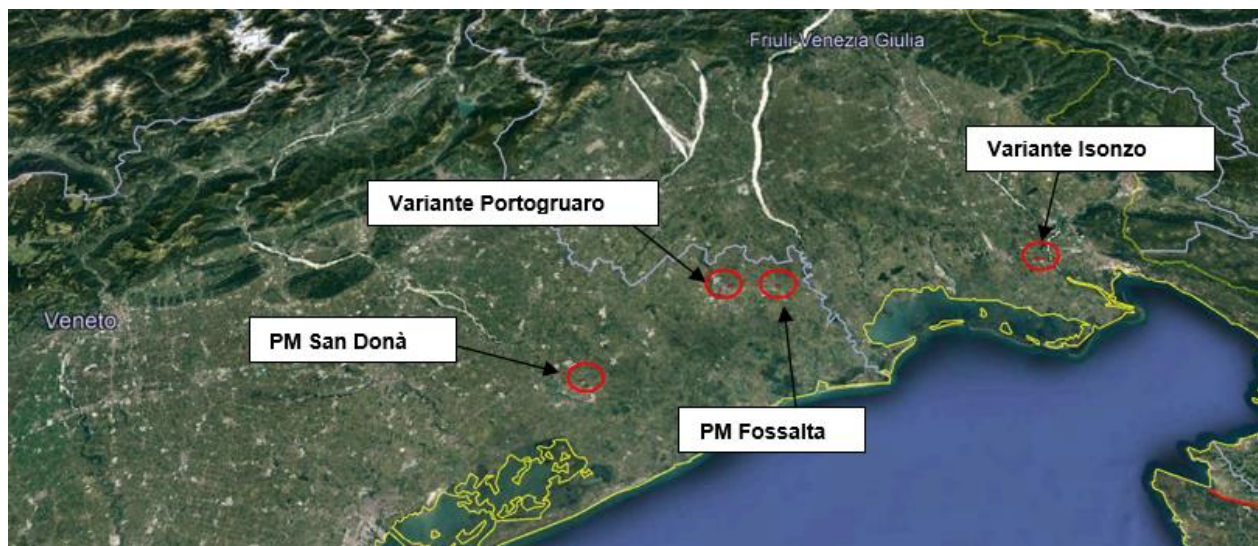 Friuli-Venezia Giulia
Variante Isonzo
Variante Portogruaro
Veneto
PM San Donà
PM Fossalta